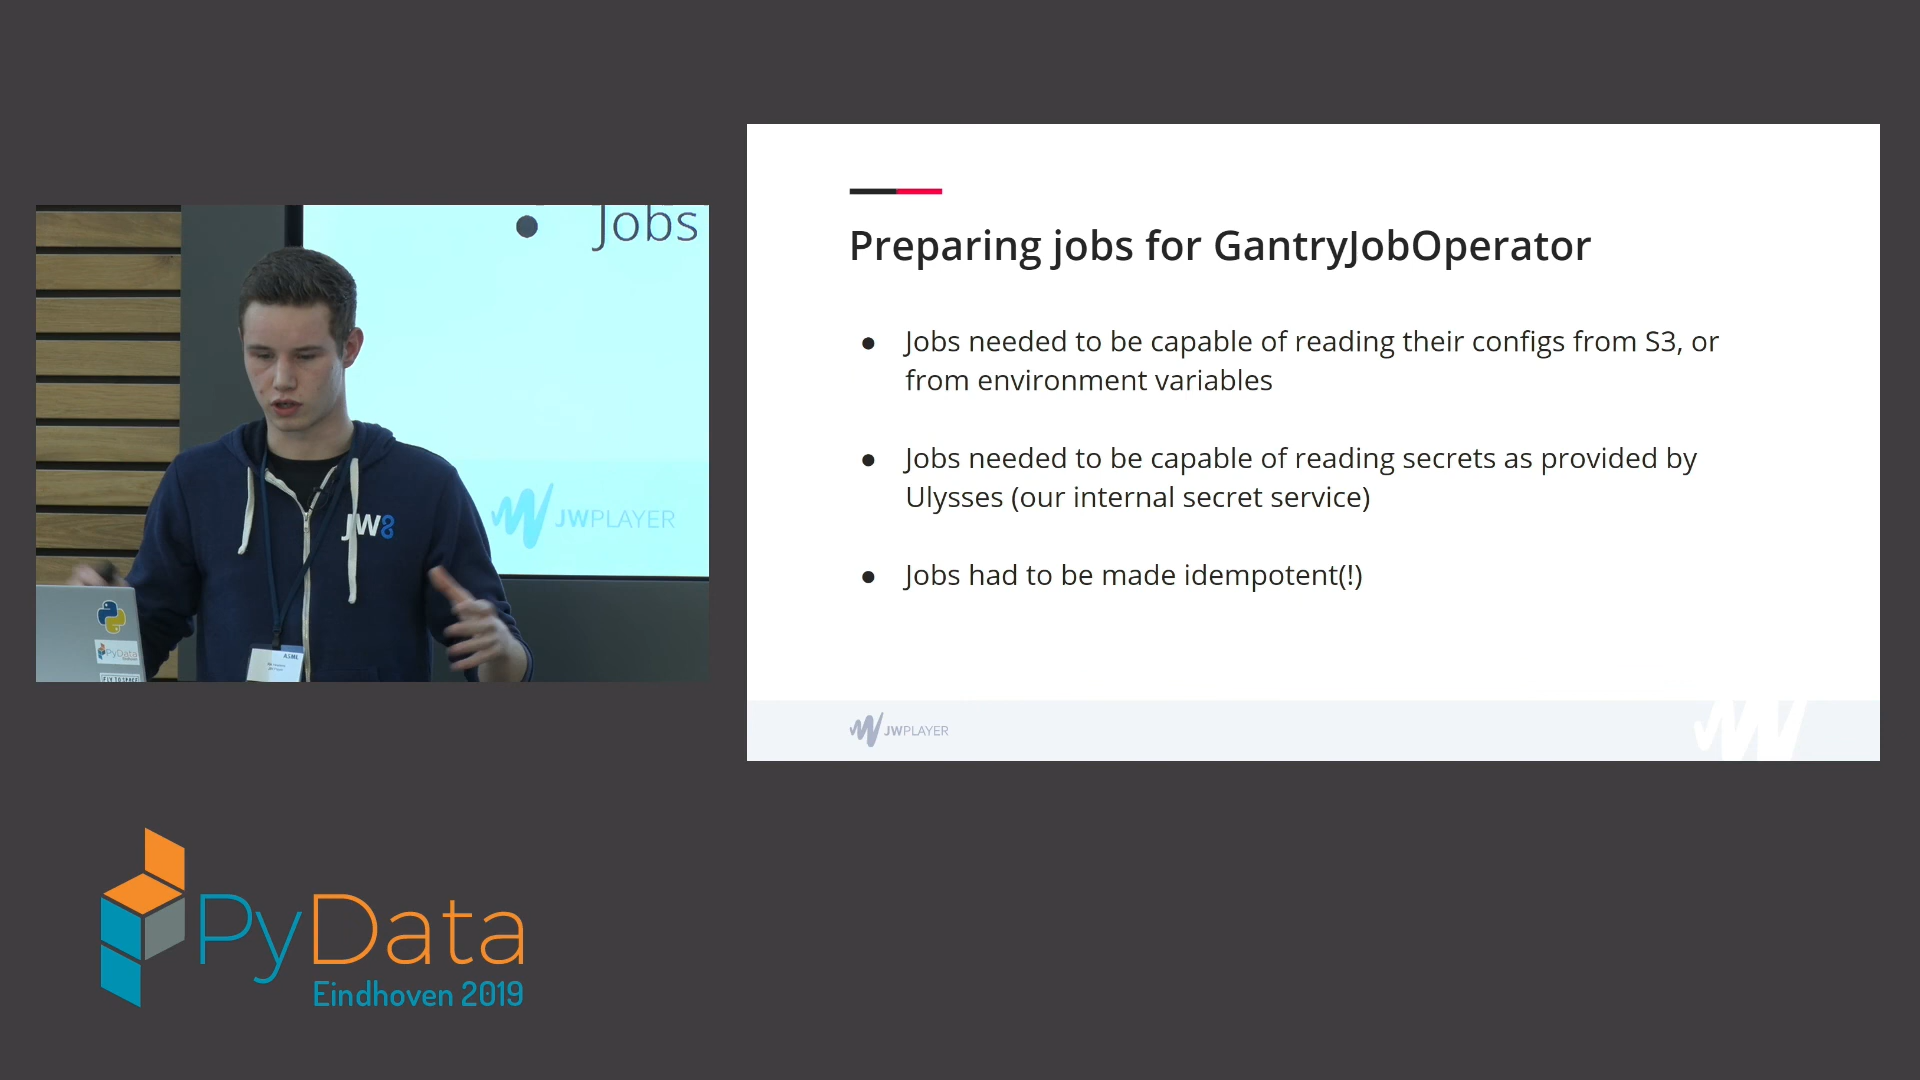 Jobs
JWPLAYER
JW8
PyData
ASML
Preparing jobs for GantryJobOperator
● Jobs needed to be capable of reading their configs from S3, or
from environment variables
● Jobs needed to be capable of reading secrets as provided by
Ulysses (our internal secret service)
● Jobs had to be made idempotent(!)
JWPLAYER
PyData
Eindhoven 2019